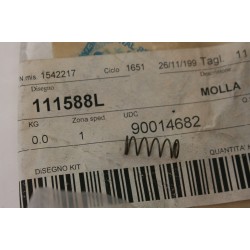 N.mis. 1542217 Ciclo 1651 26/11/199 Tagl. 11
Disegno
111588L MOLLA
KG Zona sped. UDC
0.0 1 90014682
DISEGNO KIT QUANTITA'